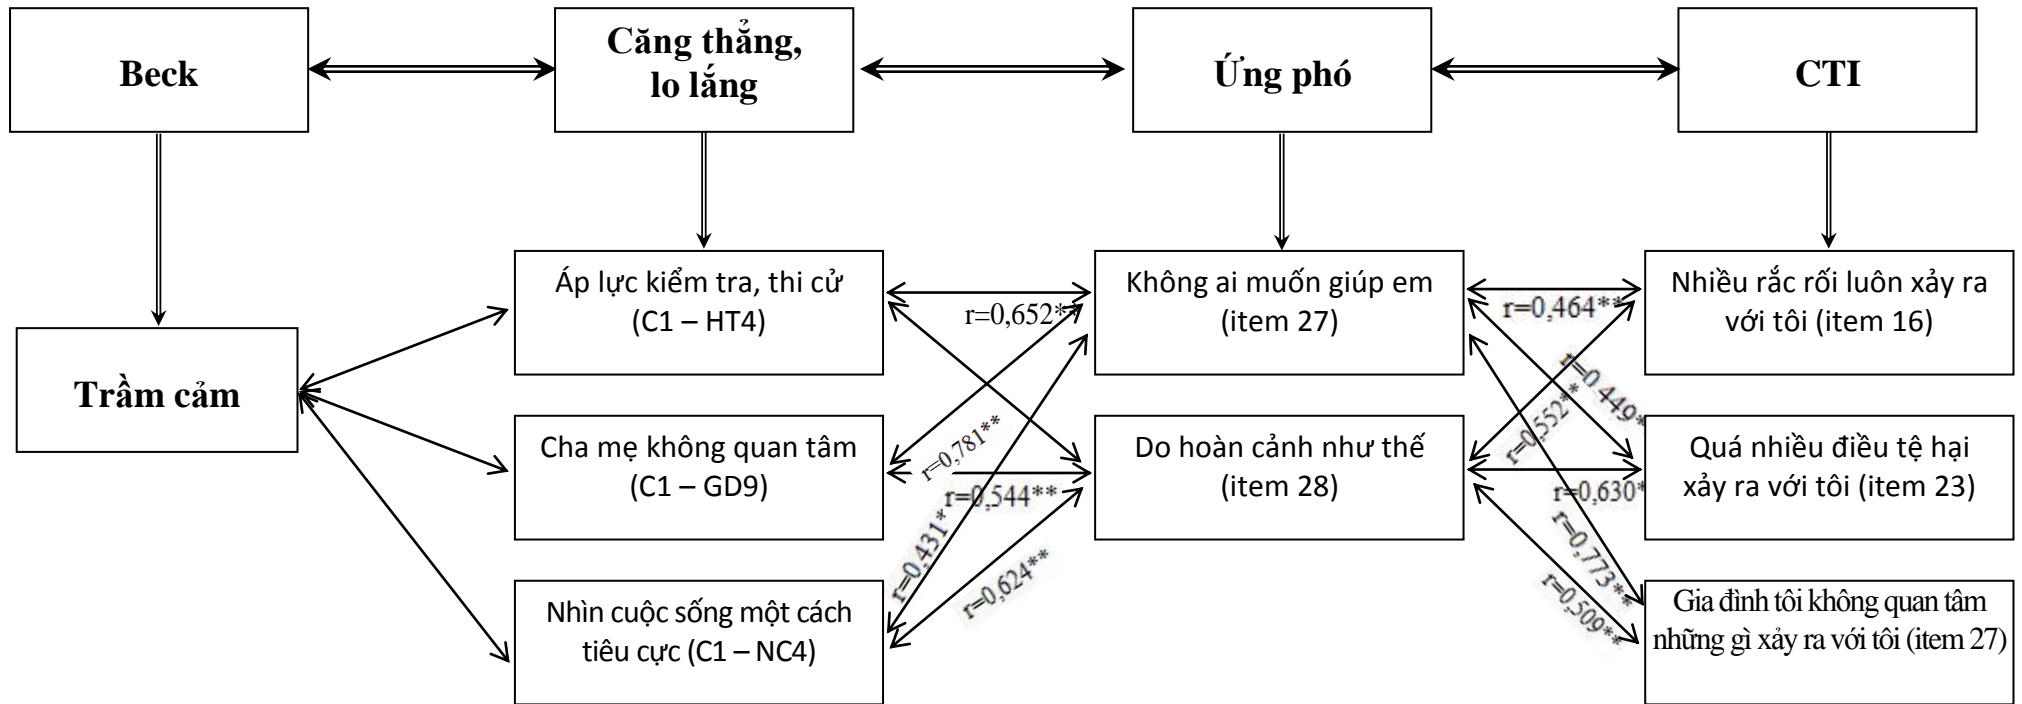 Beck
Căng thẳng,
lo lắng
Ứng phó
CTI
Trầm cảm
Áp lực kiểm tra, thi cử
(C1 – HT4)
Không ai muốn giúp em
(item 27)
Nhiều rắc rối luôn xảy ra
với tôi (item 16)
r=0,652**
r=0,464**
r=0,449*
r=0,552**
Cha mẹ không quan tâm
(C1 – GD9)
r=0,781**
r=0,544**
Do hoàn cảnh như thế
(item 28)
r=0,630*
Quá nhiều điều tệ hại
xảy ra với tôi (item 23)
r=0,431*
r=0,624**
r=0,773**
r=0,509**
Nhìn cuộc sống một cách
tiêu cực (C1 – NC4)
Gia đình tôi không quan tâm
những gì xảy ra với tôi (item 27)